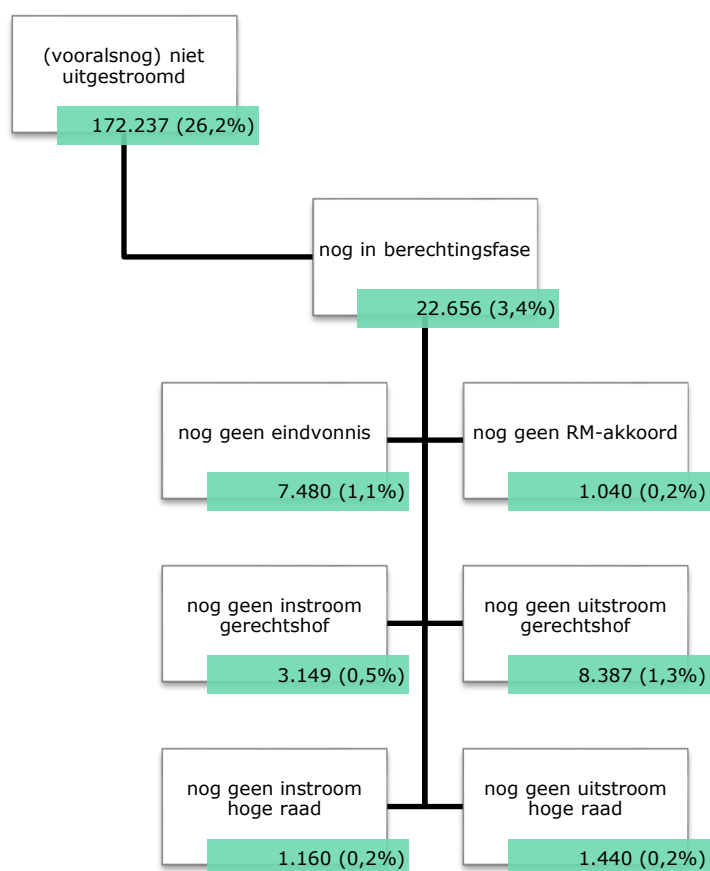 (vooralsnog) niet
uitgestroomd
172.237 (26,2%)
nog in berechtingsfase
22.656 (3,4%)
nog geen eindvonnis
7.480 (1,1%)
nog geen RM-akkoord
1.040 (0,2%)
nog geen instroom
gerechtshof
3.149 (0,5%)
nog geen uitstroom
gerechtshof
8.387 (1,3%)
nog geen instroom
hoge raad
1.160 (0,2%)
nog geen uitstroom
hoge raad
1.440 (0,2%)